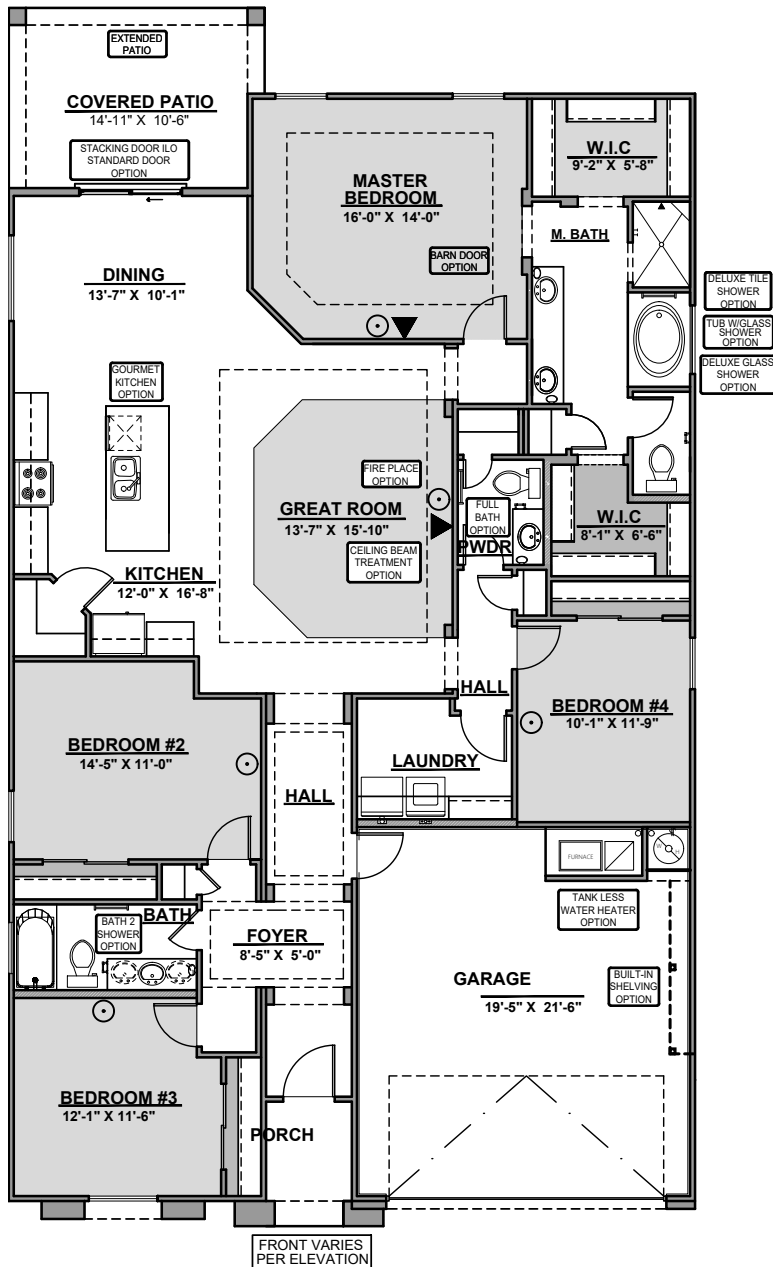 EXTENDED
PATIO
COVERED PATIO
14'-11" X 10'-6"
STACKING DOOR ILO
STANDARD DOOR
OPTION
MASTER
BEDROOM
16'-0" X 14'-0"
BARN DOOR
OPTION
W.I.C
9'-2" X 5'-8"
M. BATH
DELUXE TILE
SHOWER
OPTION
TUB W/GLASS
SHOWER
OPTION
DELUXE GLASS
SHOWER
OPTION
DINING
13'-7" X 10'-1"
GOURMET
KITCHEN
OPTION
FIRE PLACE
OPTION
GREAT ROOM
13'-7" X 15'-10"
CEILING BEAM
TREATMENT
OPTION
FULL
BATH
OPTION
PWDR
W.I.C
8'-1" X 6'-6"
KITCHEN
12'-0" X 16'-8"
HALL
BEDROOM #4
10'-1" X 11'-9"
BEDROOM #2
14'-5" X 11'-0"
HALL
LAUNDRY
FURNACE
W
H
TANK LESS
WATER HEATER
OPTION
BATH
BATH 2
SHOWER
OPTION
FOYER
8'-5" X 5'-0"
GARAGE
19'-5" X 21'-6"
BUILT-IN
SHELVING
OPTION
BEDROOM #3
12'-1" X 11'-6"
PORCH
FRONT VARIES
PER ELEVATION